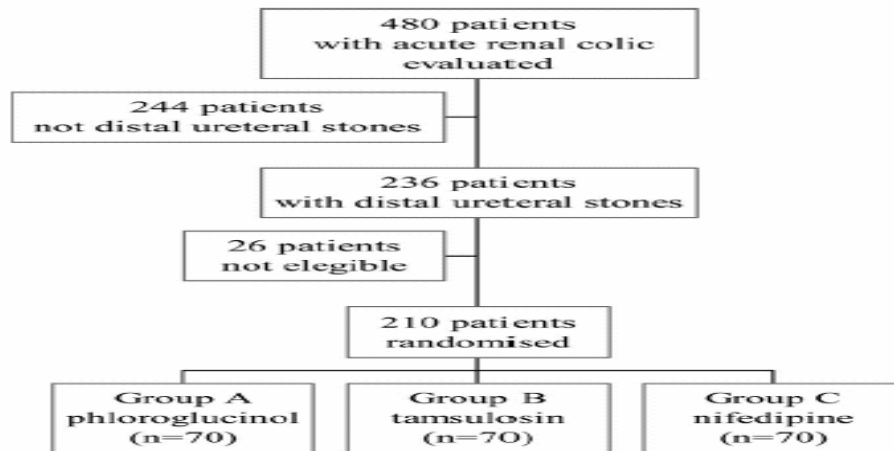 480 patients
with acute renal colic
evaluated
244 patients
not distal ureteral stones
236 patients
with distal ureteral stones
26 patients
not elegible
210 patients
randomised
Group A
phloroglucinol
(n=70)
Group B
tamsulosin
(n=70)
Group C
nifedipine
(n=70)